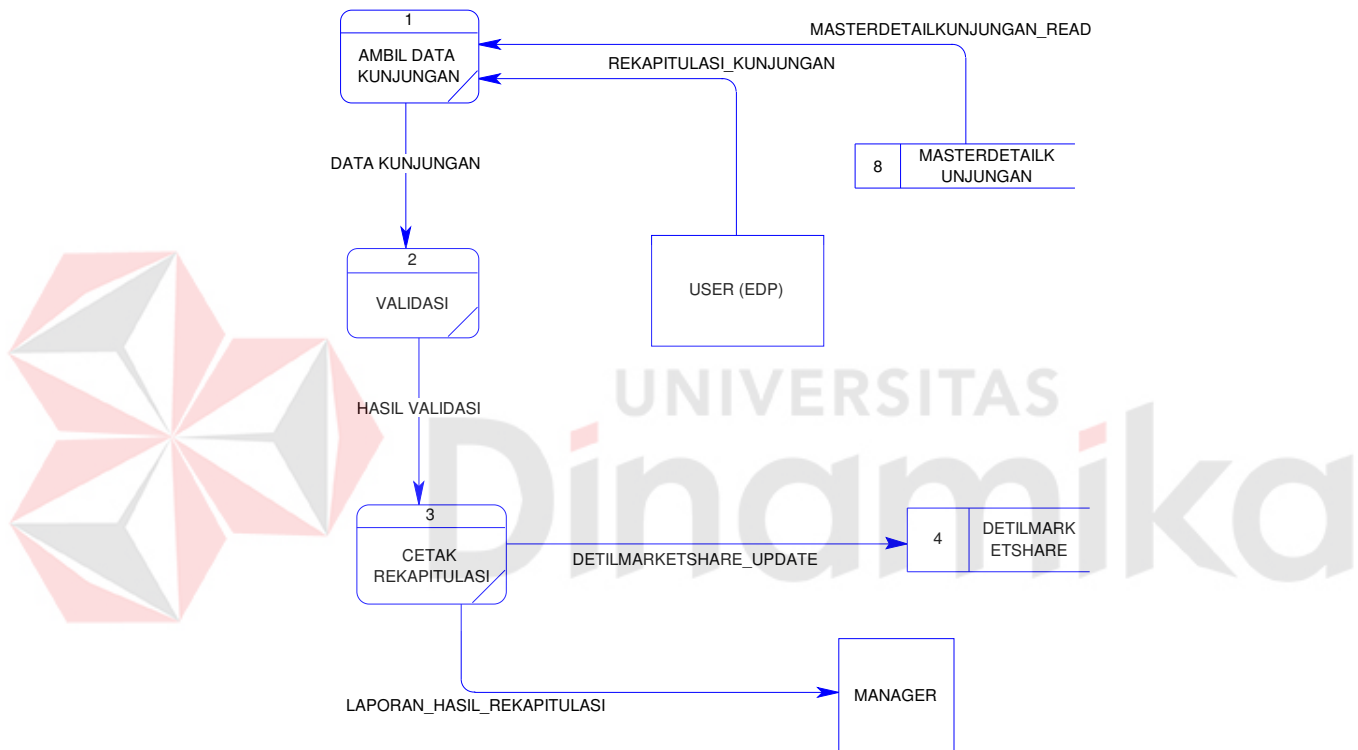 1
AMBIL DATA
KUNJUNGAN
MASTERDETAILKUNJUNGAN_READ
REKAPITULASI_KUNJUNGAN
DATA KUNJUNGAN
8
MASTERDETAILK
UNJUNGAN
2
VALIDASI
USER (EDP)
HASIL VALIDASI
UNIVERSITAS
Dinamika
3
CETAK
REKAPITULASI
DETILMARKETSHARE_UPDATE
4
DETILMARK
ETSHARE
LAPORAN_HASIL_REKAPITULASI
MANAGER